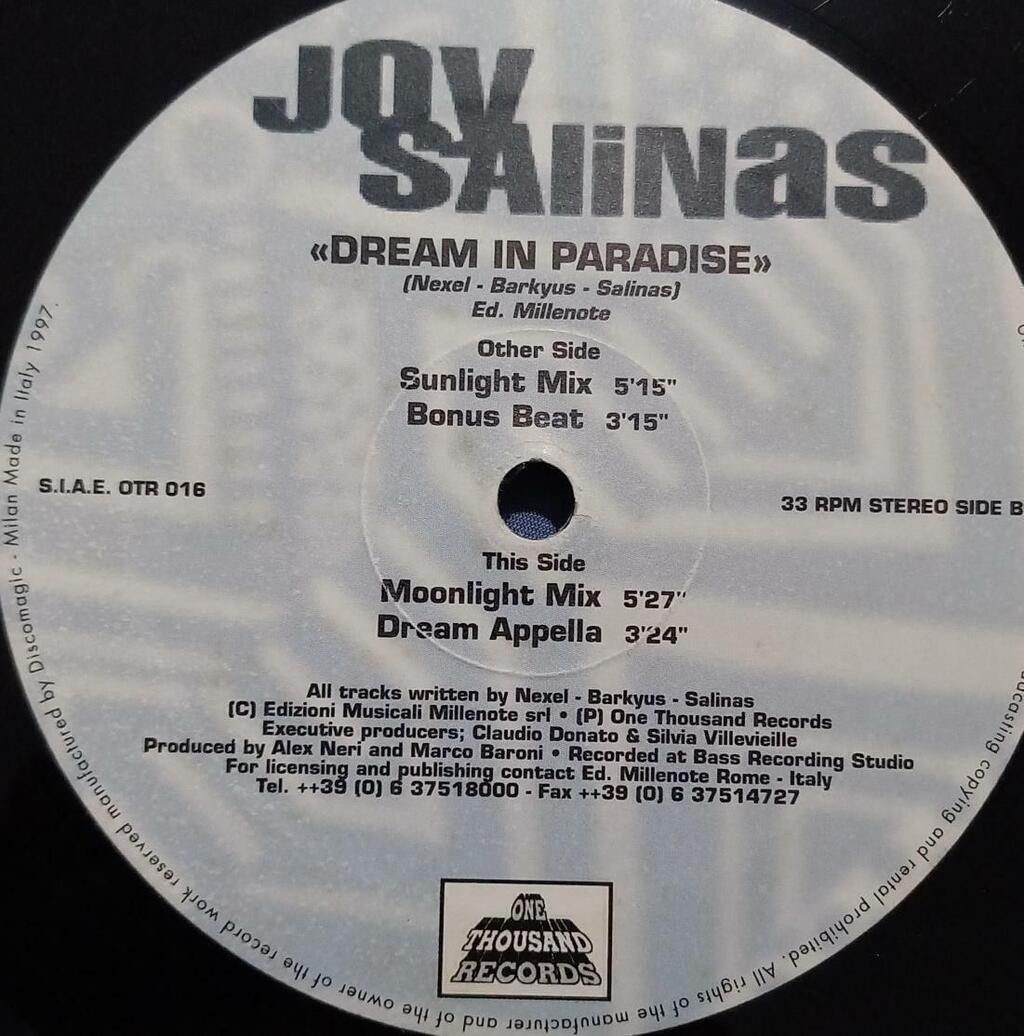 JOY
SALiNas
«DREAM IN PARADISE»
(Nexel - Barkyus - Salinas)
Ed. Millenote
Other Side
Sunlight Mix 5'15"
Bonus Beat 3'15"
S.I.A.E. OTR 016
33 RPM STEREO SIDE B
This Side
Moonlight Mix 5'27"
Dream Appella 3'24"
All tracks written by Nexel - Barkyus - Salinas
(C) Edizioni Musicali Millenote srl • (P) One Thousand Records
Executive producers; Claudio Donato & Silvia Villevieille
Produced by Alex Neri and Marco Baroni • Recorded at Bass Recording Studio
For licensing and publishing contact Ed. Millenote Rome - Italy
Tel. ++39 (0) 6 37518000 - Fax ++39 (0) 6 37514727
ONE
THOUSAND
RECORDS
copying and rental prohibited. All rights of the manufacturer and of the owner of the record work reserved manufactured by Discomagic - Milan Made in Italy 1997.